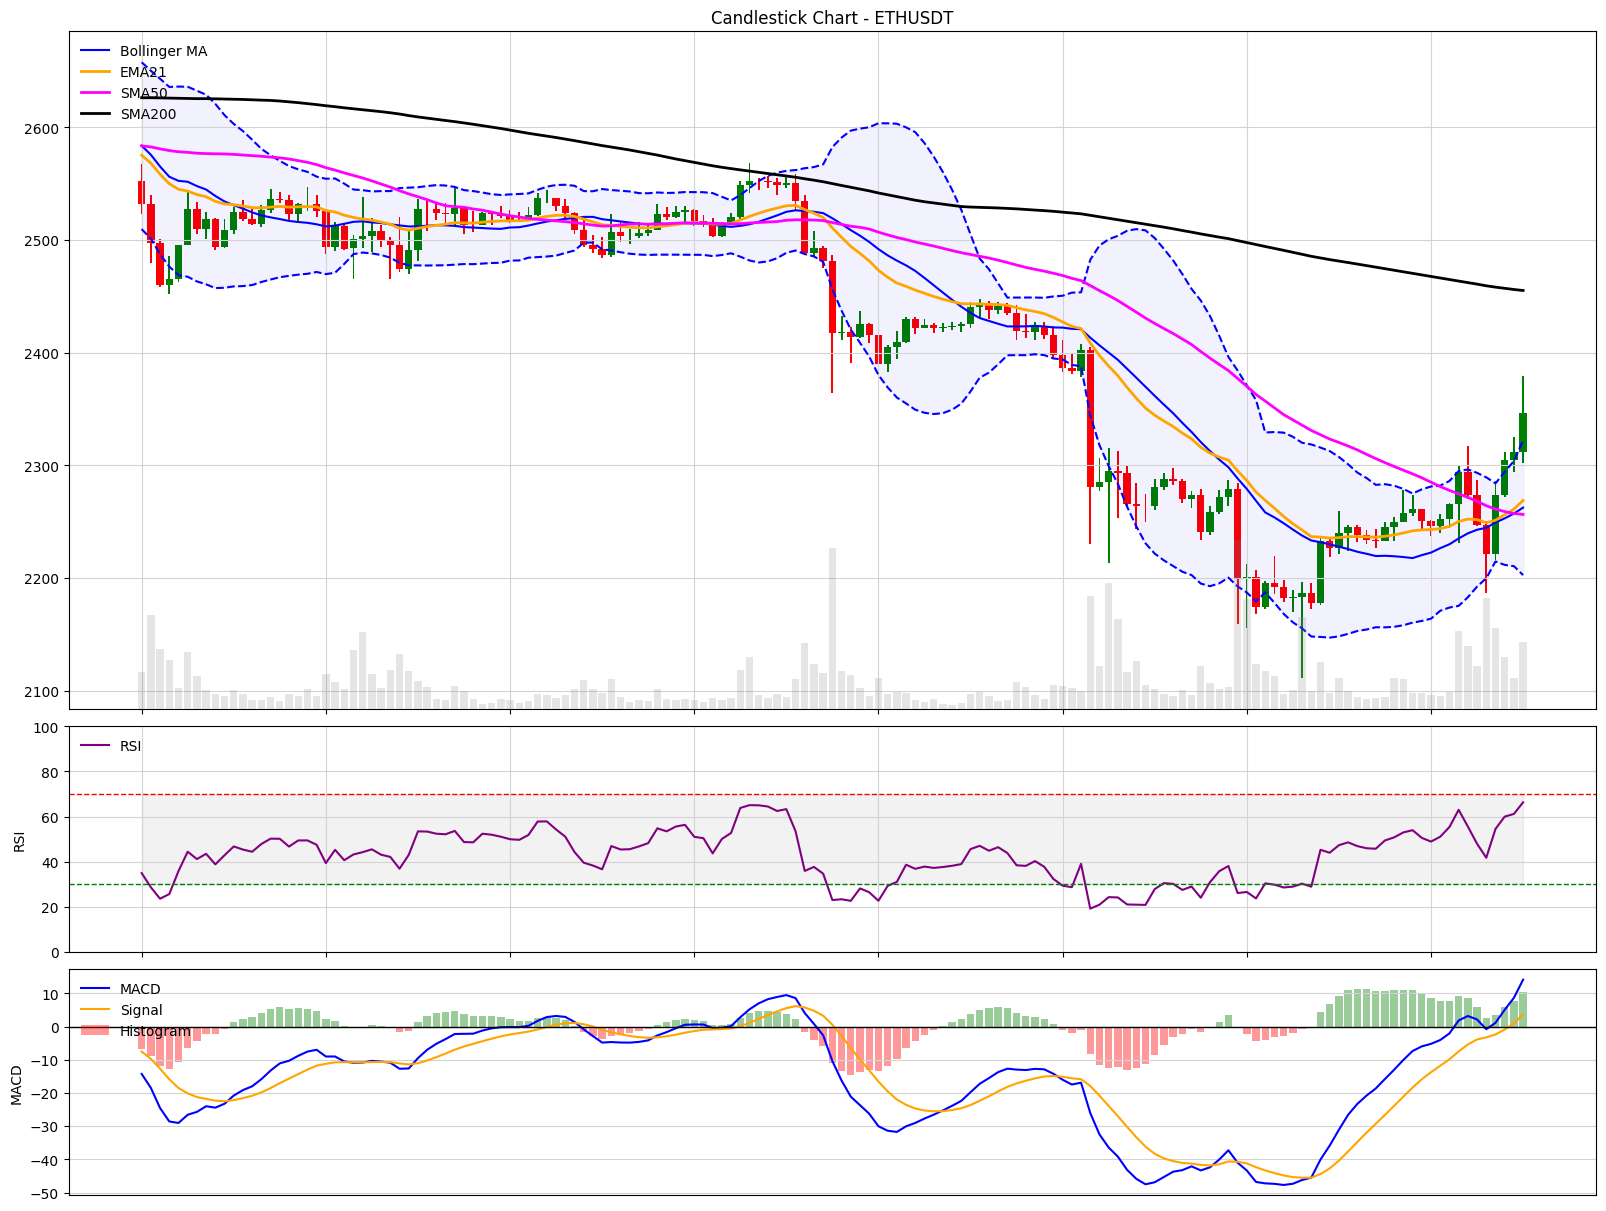 Candlestick Chart - ETHUSDT
Bollinger MA
EMA21
SMA50
SMA200
2600
2500
2400
2300
2200
2100
RSI
100
80
60
40
20
0
RSI
MACD
Signal
Histogram
10
0
−10
−20
−30
−40
−50
MACD